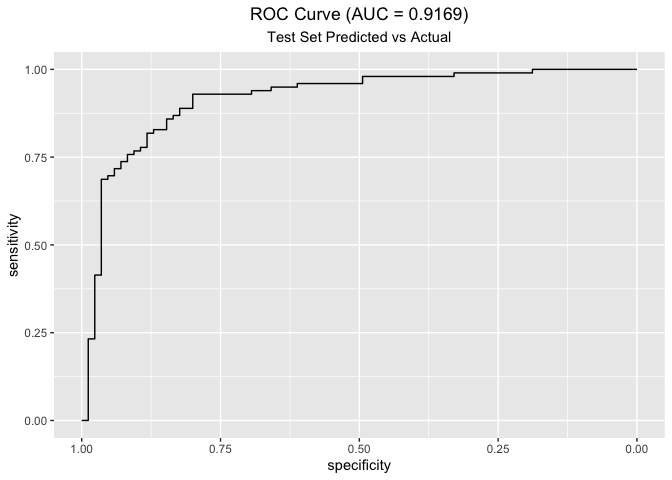 ROC Curve (AUC = 0.9169)
Test Set Predicted vs Actual
1.00
0.75
0.50
0.25
0.00
sensitivity
1.00
0.75
0.50
0.25
0.00
specificity